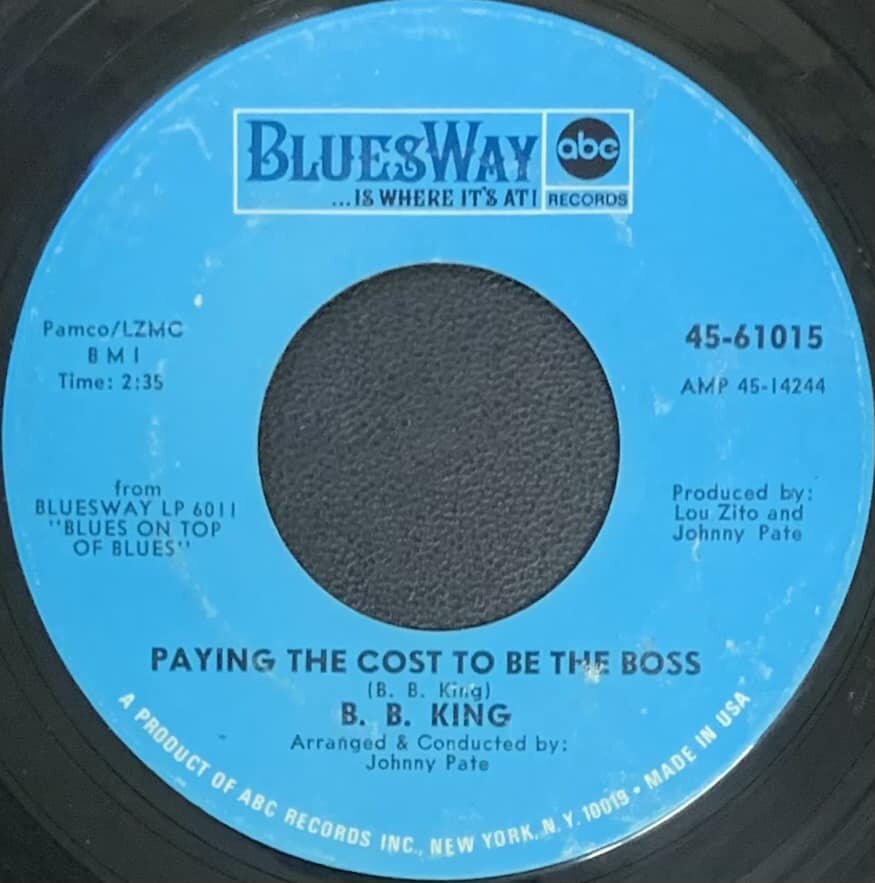 BLUESWAY
abc
...IS WHERE IT'S AT!
RECORDS
Pamco/LZMC
BMI
Time: 2:35
45-61015
AMP 45-14244
from
BLUESWAY LP 6011
"BLUES ON TOP
OF BLUES"
Produced by:
Lou Zito and
Johnny Pate
PAYING THE COST TO BE THE BOSS
(B. B. King)
B. B. KING
Arranged & Conducted by:
Johnny Pate
A PRODUCT OF ABC RECORDS INC., NEW YORK, N.Y. 10019 • MADE IN USA